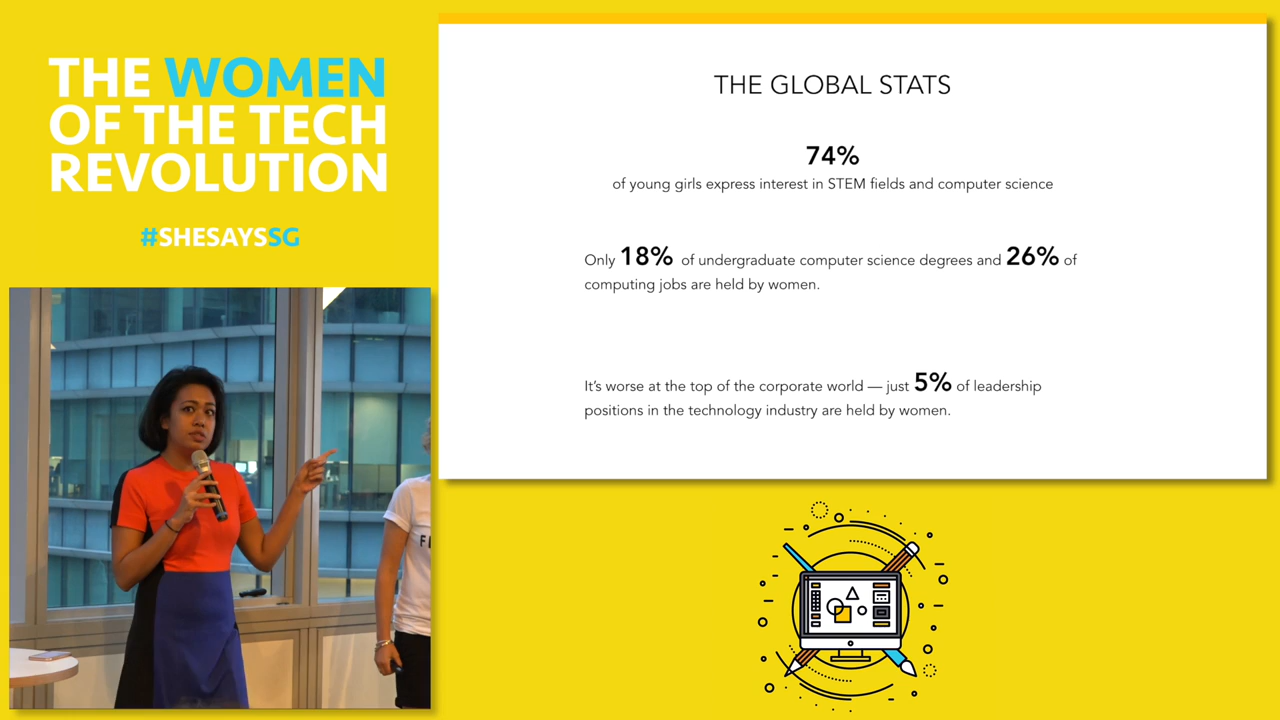 THE WOMEN
OF THE TECH
REVOLUTION
#SHESAYSSG
THE GLOBAL STATS
74%
of young girls express interest in STEM fields and computer science
Only 18% of undergraduate computer science degrees and 26% of
computing jobs are held by women.
It’s worse at the top of the corporate world — just 5% of leadership
positions in the technology industry are held by women.